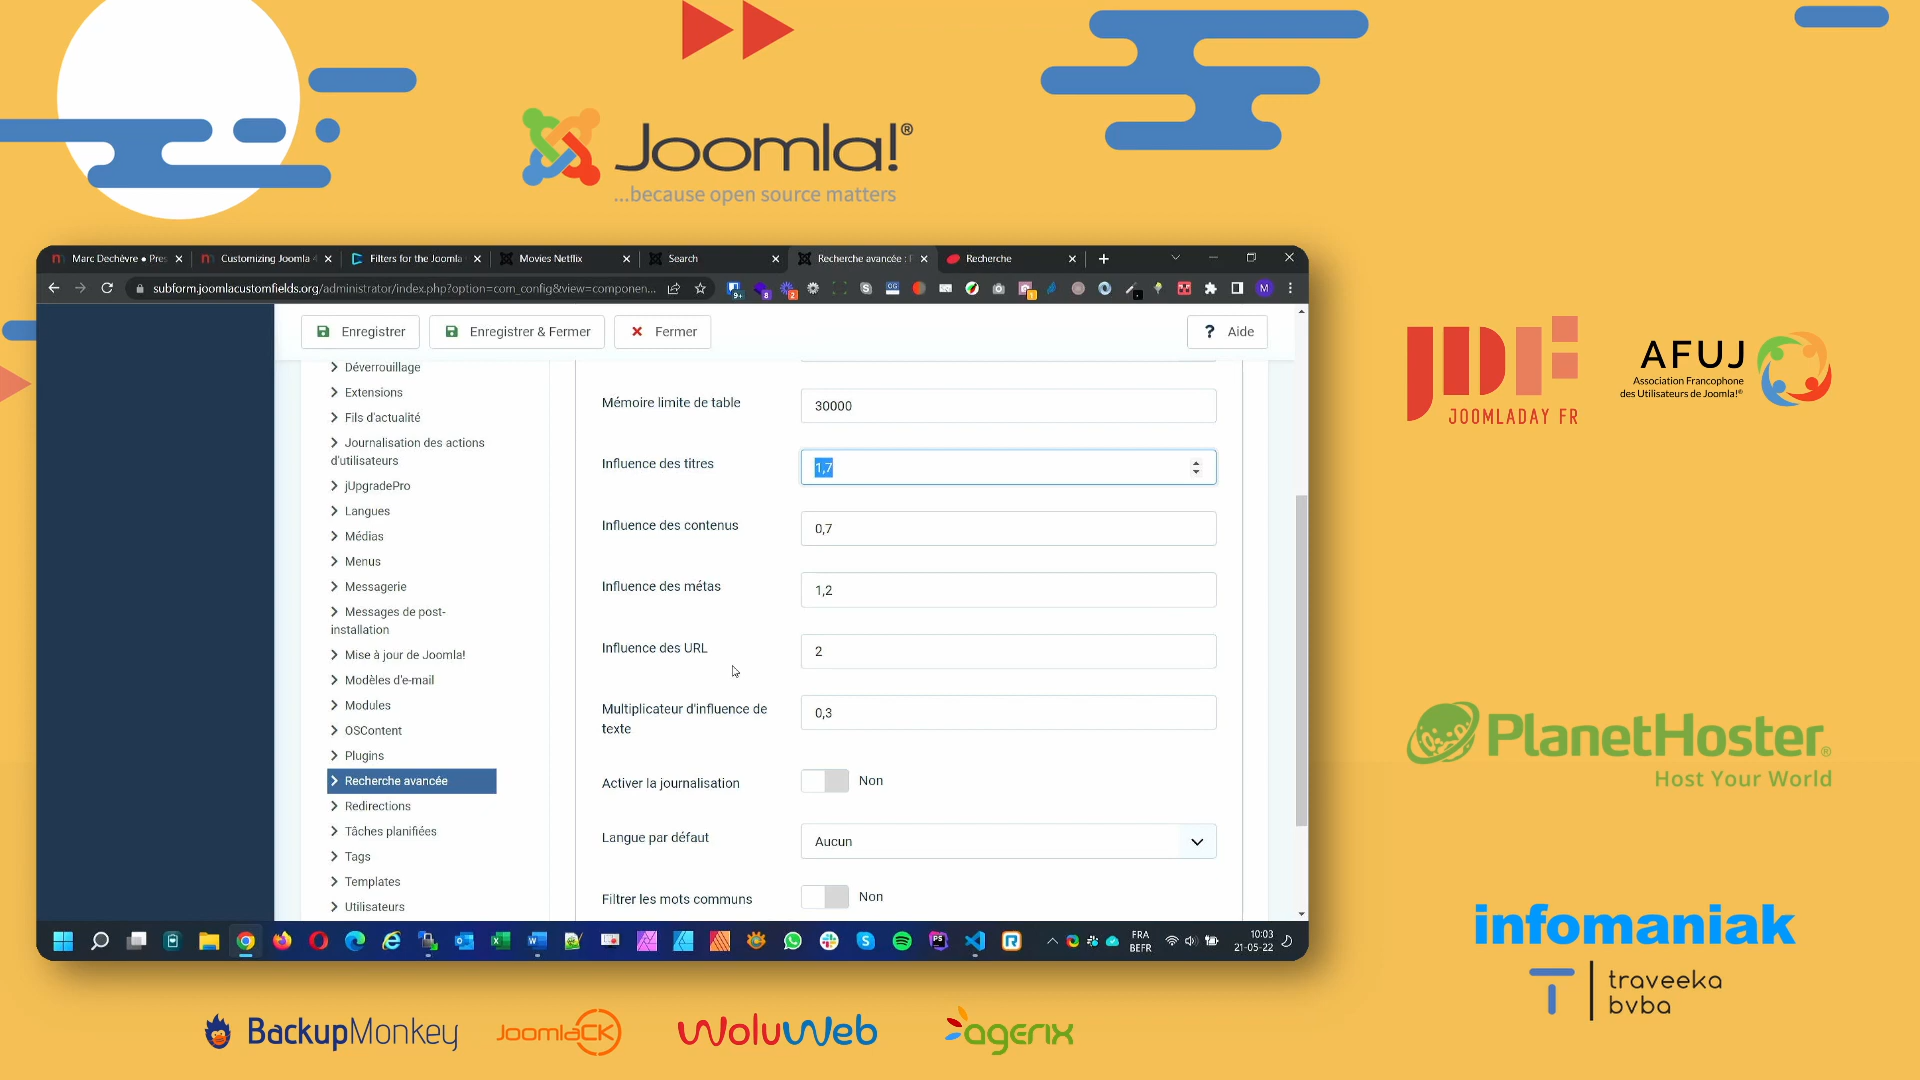 Joomla!®
...because open source matters
Marc Dechèvre ● Pre
Customizing Joomla
Filters for the Joomla
Movies Netflix
Search
Recherche avancée :
Recherche
subform.joomlacustomfields.org/administrator/index.php?option=com_config&view=componen...
Enregistrer
Enregistrer & Fermer
Fermer
? Aide
Déverrouillage
Extensions
Fils d'actualité
Journalisation des actions
d'utilisateurs
jUpgradePro
Langues
Médias
Menus
Messagerie
Messages de post-
installation
Mise à jour de Joomla!
Modèles d'e-mail
Modules
OSContent
Plugins
Recherche avancée
Redirections
Tâches planifiées
Tags
Templates
Utilisateurs
Mémoire limite de table
30000
Influence des titres
1,7
Influence des contenus
0,7
Influence des métas
1,2
Influence des URL
2
Multiplicateur d'influence de
texte
0,3
Activer la journalisation
Non
Langue par défaut
Aucun
Filtrer les mots communs
Non
FRA
BEFR
10:03
21-05-22
JDF
JOOMLADAY FR
AFUJ
Association Francophone
des Utilisateurs de Joomla!®
PlanetHoster®
Host Your World
infomaniak
T
traveeka
bvba
BackupMonkey
JoomlaCK
WoluWeb
agerix